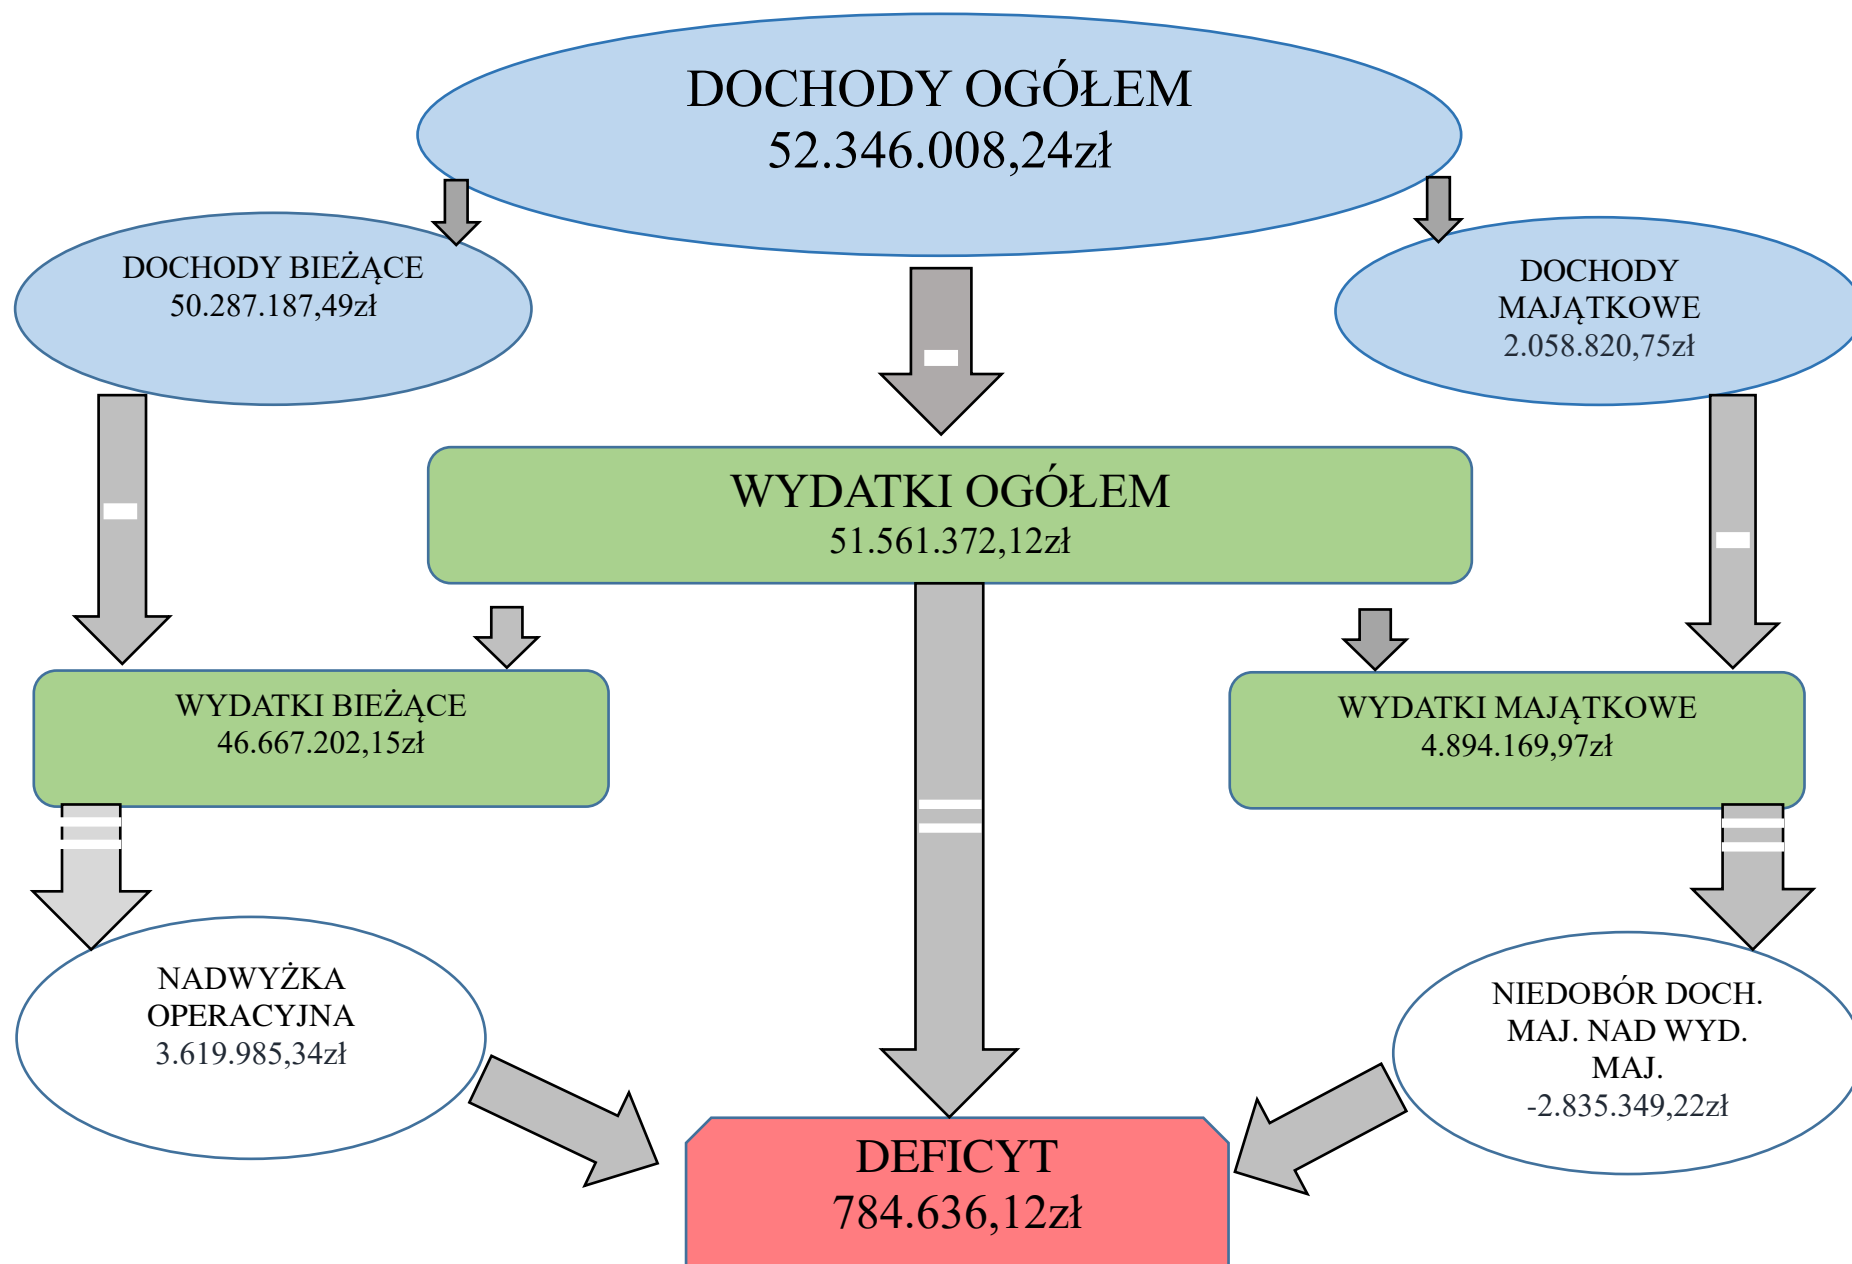 DOCHODY OGÓŁEM
52.346.008,24zł
DOCHODY BIEŻĄCE
50.287.187,49zł
DOCHODY
MAJĄTKOWE
2.058.820,75zł
WYDATKI OGÓŁEM
51.561.372,12zł
WYDATKI BIEŻĄCE
46.667.202,15zł
WYDATKI MAJĄTKOWE
4.894.169,97zł
NADWYŻKA
OPERACYJNA
3.619.985,34zł
NIEDOBÓR DOCH.
MAJ. NAD WYD.
MAJ.
-2.835.349,22zł
DEFICYT
784.636,12zł